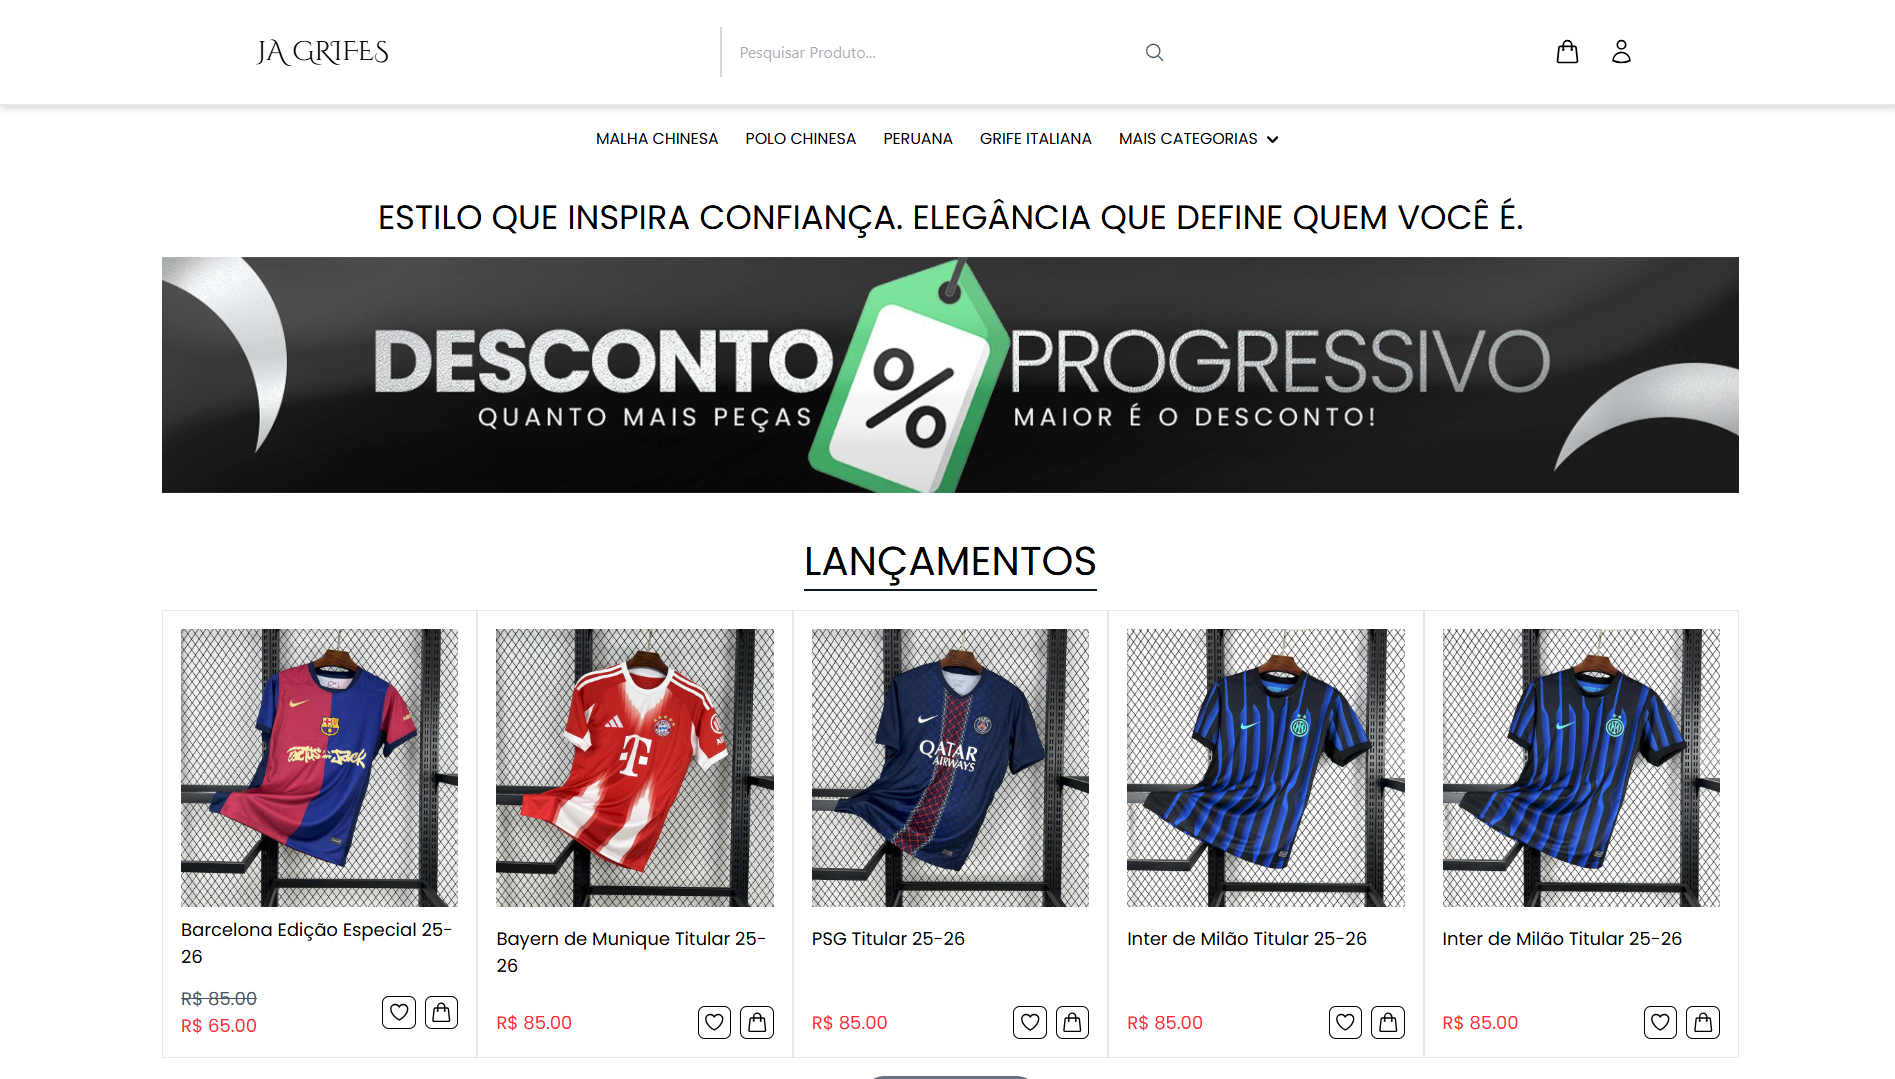 JA GRIFES
Pesquisar Produto...
MALHA CHINESA POLO CHINESA PERUANA GRIFE ITALIANA MAIS CATEGORIAS
ESTILO QUE INSPIRA CONFIANÇA. ELEGÂNCIA QUE DEFINE QUEM VOCÊ É.
DESCONTO % PROGRESSIVO
QUANTO MAIS PEÇAS MAIOR É O DESCONTO!
LANÇAMENTOS
T
QATAR
AIRWAYS
Barcelona Edição Especial 25-
26
R$ 85.00
R$ 65.00
Bayern de Munique Titular 25-
26
R$ 85.00
PSG Titular 25-26
R$ 85.00
Inter de Milão Titular 25-26
R$ 85.00
Inter de Milão Titular 25-26
R$ 85.00